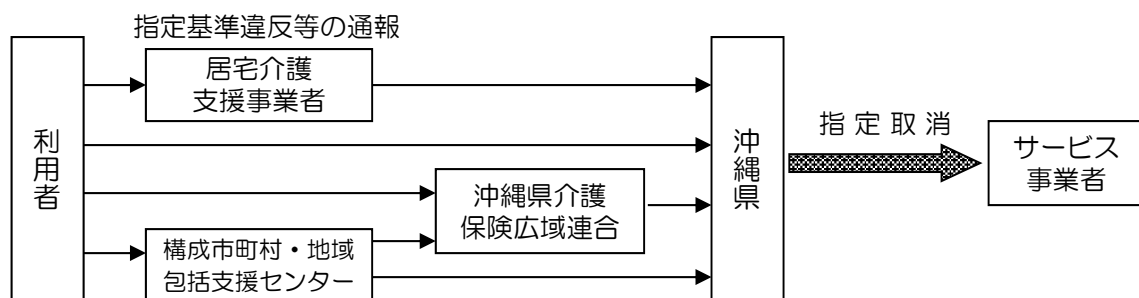 指定基準違反等の通報
居宅介護
支援事業者
利用者
沖縄県
指定取消
サービス
事業者
沖縄県介護
保険広域連合
構成市町村・地域
包括支援センター